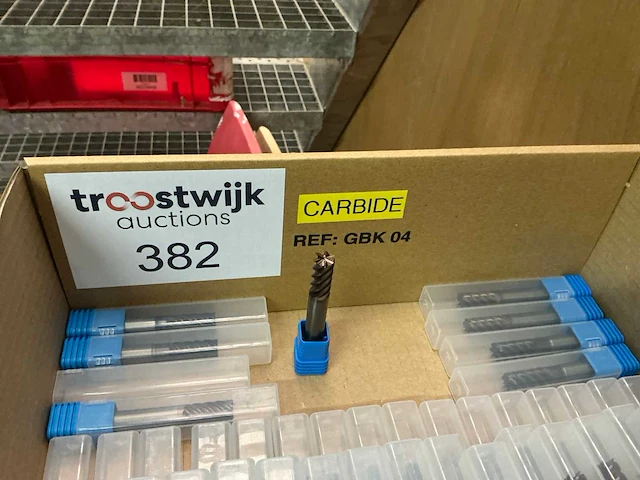 troostwijk
auctions
382
CARBIDE
REF: GBK 04